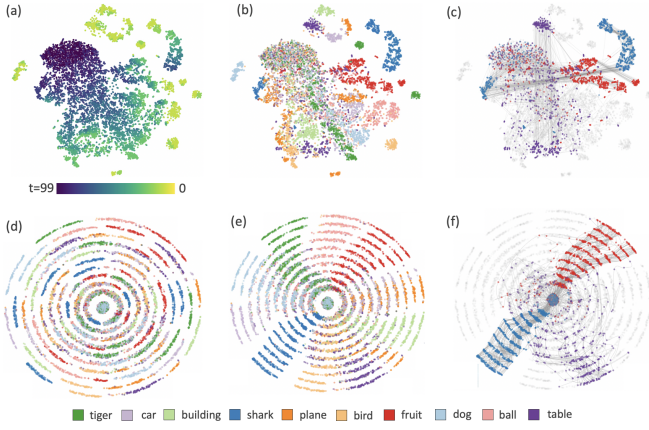 (a) (b) (c)
t=99 0
(d) (e) (f)
tiger car building shark plane bird fruit dog ball table